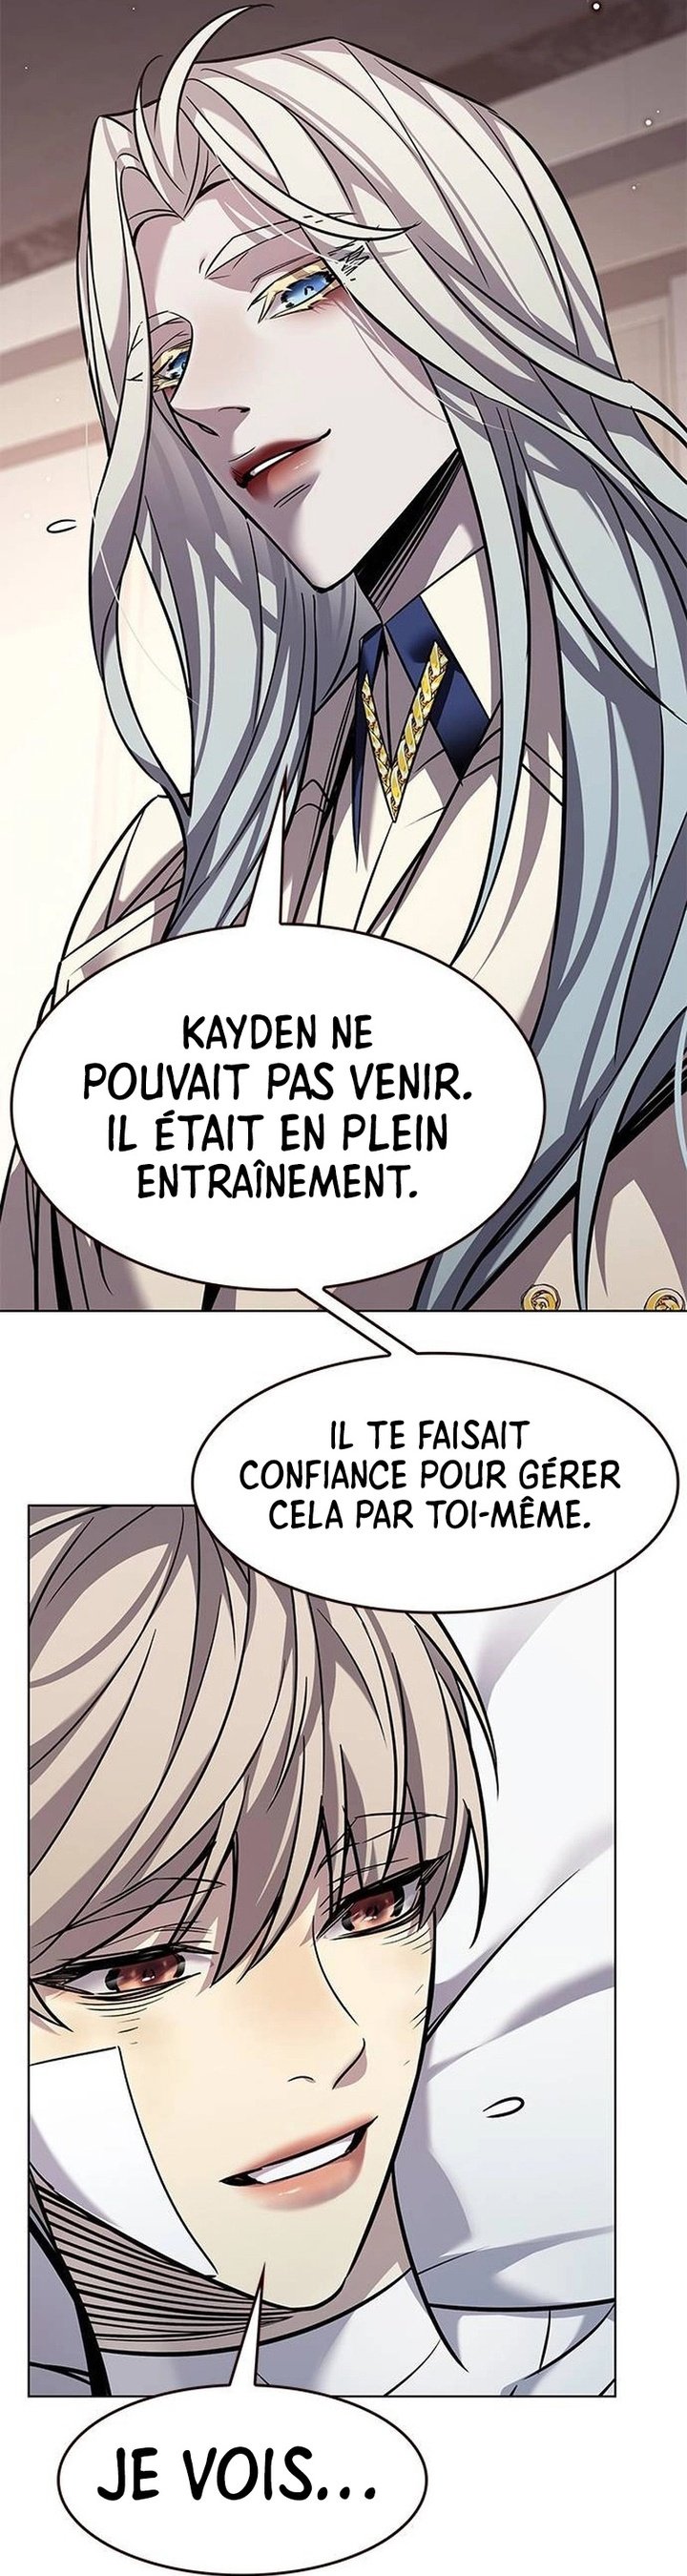 KAYDEN NE
POUVAIT PAS VENIR.
IL ÉTAIT EN PLEIN
ENTRAÎNEMENT.
IL TE FAISAIT
CONFIANCE POUR GÉRER
CELA PAR TOI-MÊME.
JE VOIS...